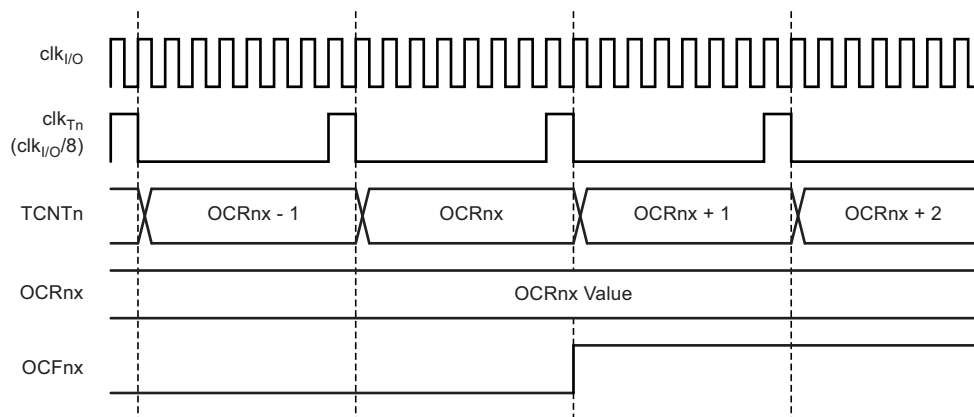 clkI/O
clkTn
(clkI/O/8)
TCNTn OCRnx - 1 OCRnx OCRnx + 1 OCRnx + 2
OCRnx OCRnx Value
OCFnx